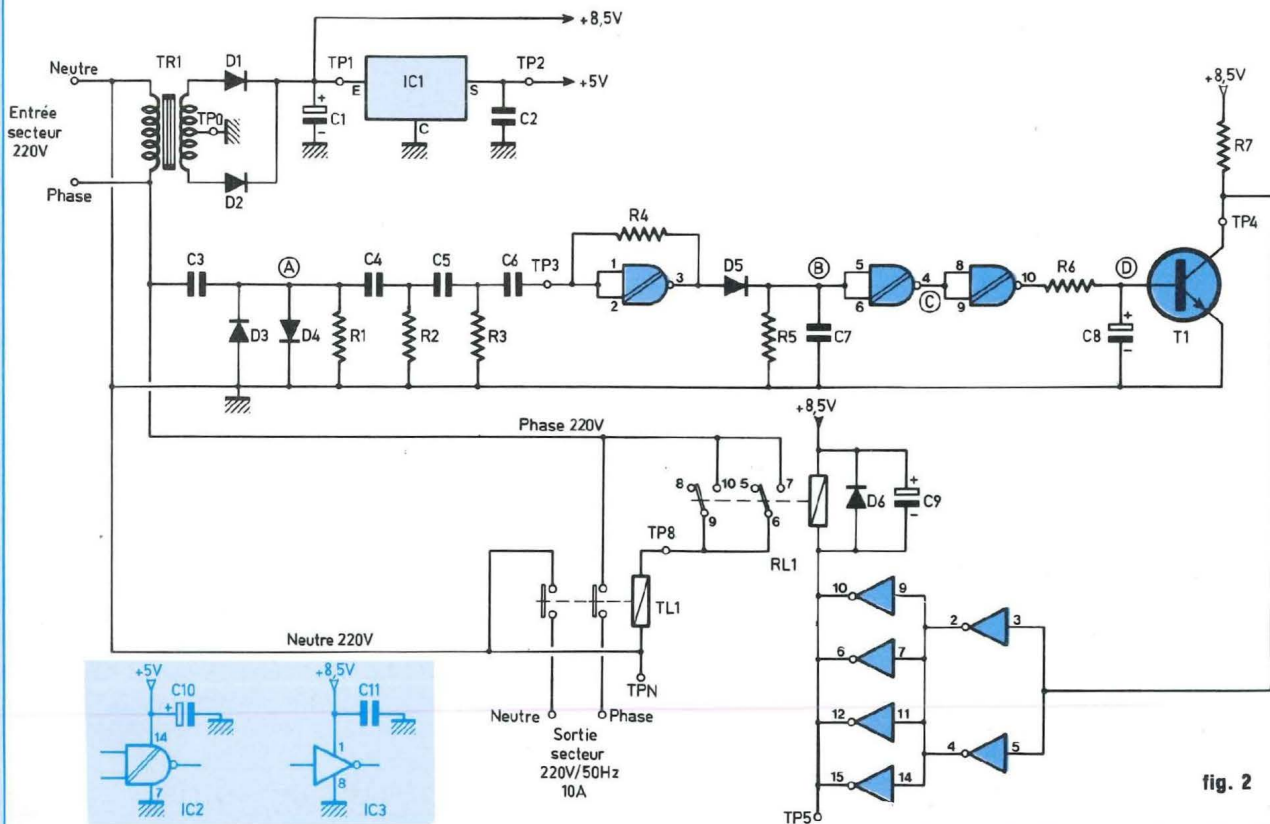 +8,5V
TR1
D1
Neutre
TP1
IC1
TP2
+5V
E
S
+
C1
-
C
C2
TP0
Entrée
secteur
220V
D2
Phase
+8,5V
R7
TP4
R4
C3
A
C4
C5
C6
TP3
1
2
3
D5
B
5
6
4
C
8
9
10
R6
D
D3
D4
R1
R2
R3
R5
C7
+
C8
-
T1
+8,5V
Phase 220V
8
10
5
7
9
6
D6
+
C9
-
TP8
RL1
TL1
10
9
2
3
Neutre 220V
6
7
TPN
12
11
4
5
15
14
TP5
Neutre
Phase
Sortie
secteur
220V/50Hz
10A
+5V
C10
+
14
7
IC2
+8,5V
C11
1
8
IC3
fig. 2